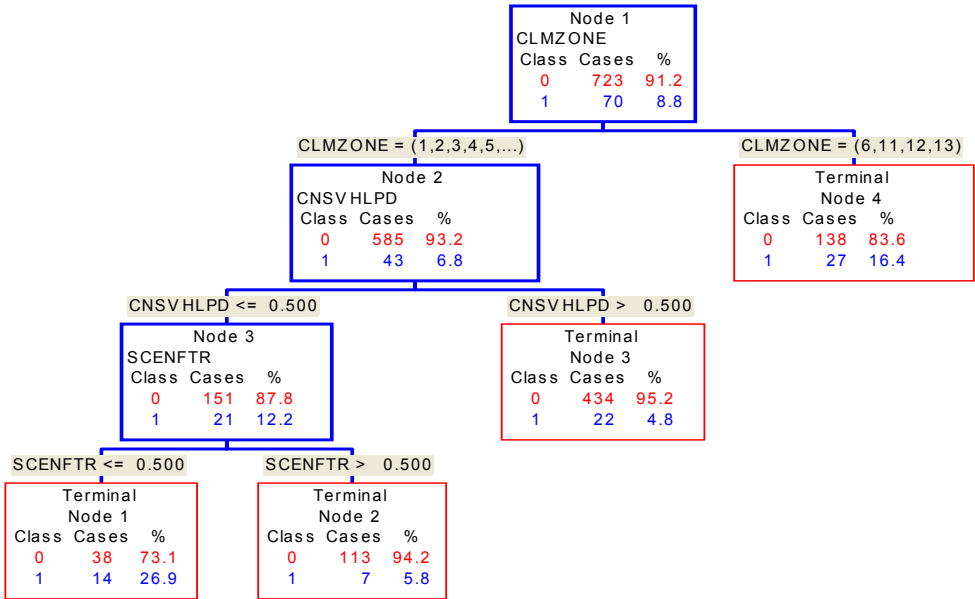 Node 1
CLMZONE
Class Cases %
0 723 91.2
1 70 8.8
CLMZONE = (1,2,3,4,5,...)
CLMZONE = (6,11,12,13)
Node 2
CNSVHLPD
Class Cases %
0 585 93.2
1 43 6.8
Terminal
Node 4
Class Cases %
0 138 83.6
1 27 16.4
CNSVHLPD <= 0.500
CNSVHLPD > 0.500
Node 3
SCENFTR
Class Cases %
0 151 87.8
1 21 12.2
Terminal
Node 3
Class Cases %
0 434 95.2
1 22 4.8
SCENFTR <= 0.500
SCENFTR > 0.500
Terminal
Node 1
Class Cases %
0 38 73.1
1 14 26.9
Terminal
Node 2
Class Cases %
0 113 94.2
1 7 5.8